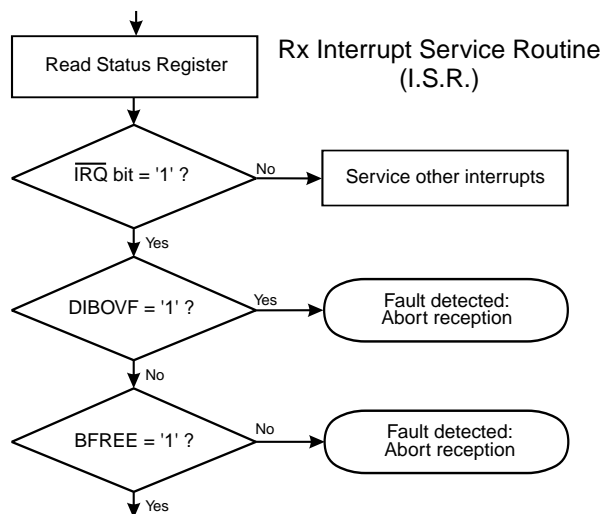 Rx Interrupt Service Routine
(I.S.R.)
Read Status Register
I̅R̅Q̅ bit = '1' ?
No
Service other interrupts
Yes
DIBOVF = '1' ?
Yes
Fault detected:
Abort reception
No
BFREE = '1' ?
No
Fault detected:
Abort reception
Yes